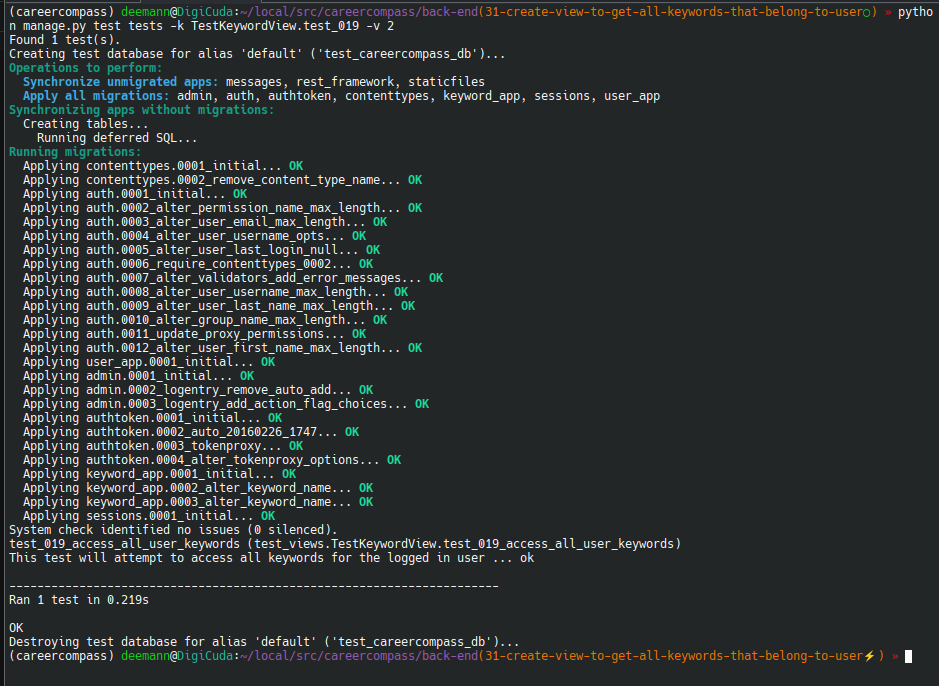 (careercompass) deemann@DigiCuda:~/local/src/careercompass/back-end(31-create-view-to-get-all-keywords-that-belong-to-user○) » pytho
n manage.py test tests -k TestKeywordView.test_019 -v 2
Found 1 test(s).
Creating test database for alias 'default' ('test_careercompass_db')...
Operations to perform:
  Synchronize unmigrated apps: messages, rest_framework, staticfiles
  Apply all migrations: admin, auth, authtoken, contenttypes, keyword_app, sessions, user_app
Synchronizing apps without migrations:
  Creating tables...
    Running deferred SQL...
Running migrations:
  Applying contenttypes.0001_initial... OK
  Applying contenttypes.0002_remove_content_type_name... OK
  Applying auth.0001_initial... OK
  Applying auth.0002_alter_permission_name_max_length... OK
  Applying auth.0003_alter_user_email_max_length... OK
  Applying auth.0004_alter_user_username_opts... OK
  Applying auth.0005_alter_user_last_login_null... OK
  Applying auth.0006_require_contenttypes_0002... OK
  Applying auth.0007_alter_validators_add_error_messages... OK
  Applying auth.0008_alter_user_username_max_length... OK
  Applying auth.0009_alter_user_last_name_max_length... OK
  Applying auth.0010_alter_group_name_max_length... OK
  Applying auth.0011_update_proxy_permissions... OK
  Applying auth.0012_alter_user_first_name_max_length... OK
  Applying user_app.0001_initial... OK
  Applying admin.0001_initial... OK
  Applying admin.0002_logentry_remove_auto_add... OK
  Applying admin.0003_logentry_add_action_flag_choices... OK
  Applying authtoken.0001_initial... OK
  Applying authtoken.0002_auto_20160226_1747... OK
  Applying authtoken.0003_tokenproxy... OK
  Applying authtoken.0004_alter_tokenproxy_options... OK
  Applying keyword_app.0001_initial... OK
  Applying keyword_app.0002_alter_keyword_name... OK
  Applying keyword_app.0003_alter_keyword_name... OK
  Applying sessions.0001_initial... OK
System check identified no issues (0 silenced).
test_019_access_all_user_keywords (test_views.TestKeywordView.test_019_access_all_user_keywords)
This test will attempt to access all keywords for the logged in user ... ok
----------------------------------------------------------------------
Ran 1 test in 0.219s
OK
Destroying test database for alias 'default' ('test_careercompass_db')...
(careercompass) deemann@DigiCuda:~/local/src/careercompass/back-end(31-create-view-to-get-all-keywords-that-belong-to-user⚡) »